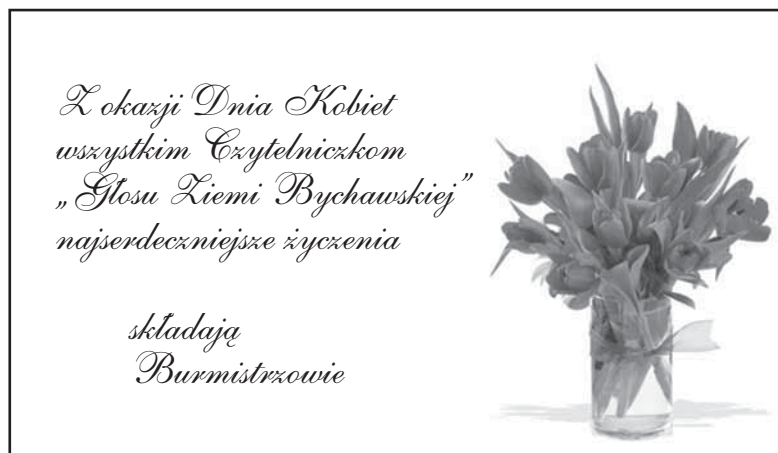 Z okazji Dnia Kobiet
wszystkim Czytelniczkom
„Głosu Ziemi Bychawskiej”
najserdeczniejsze życzenia
składają
Burmistrzowie